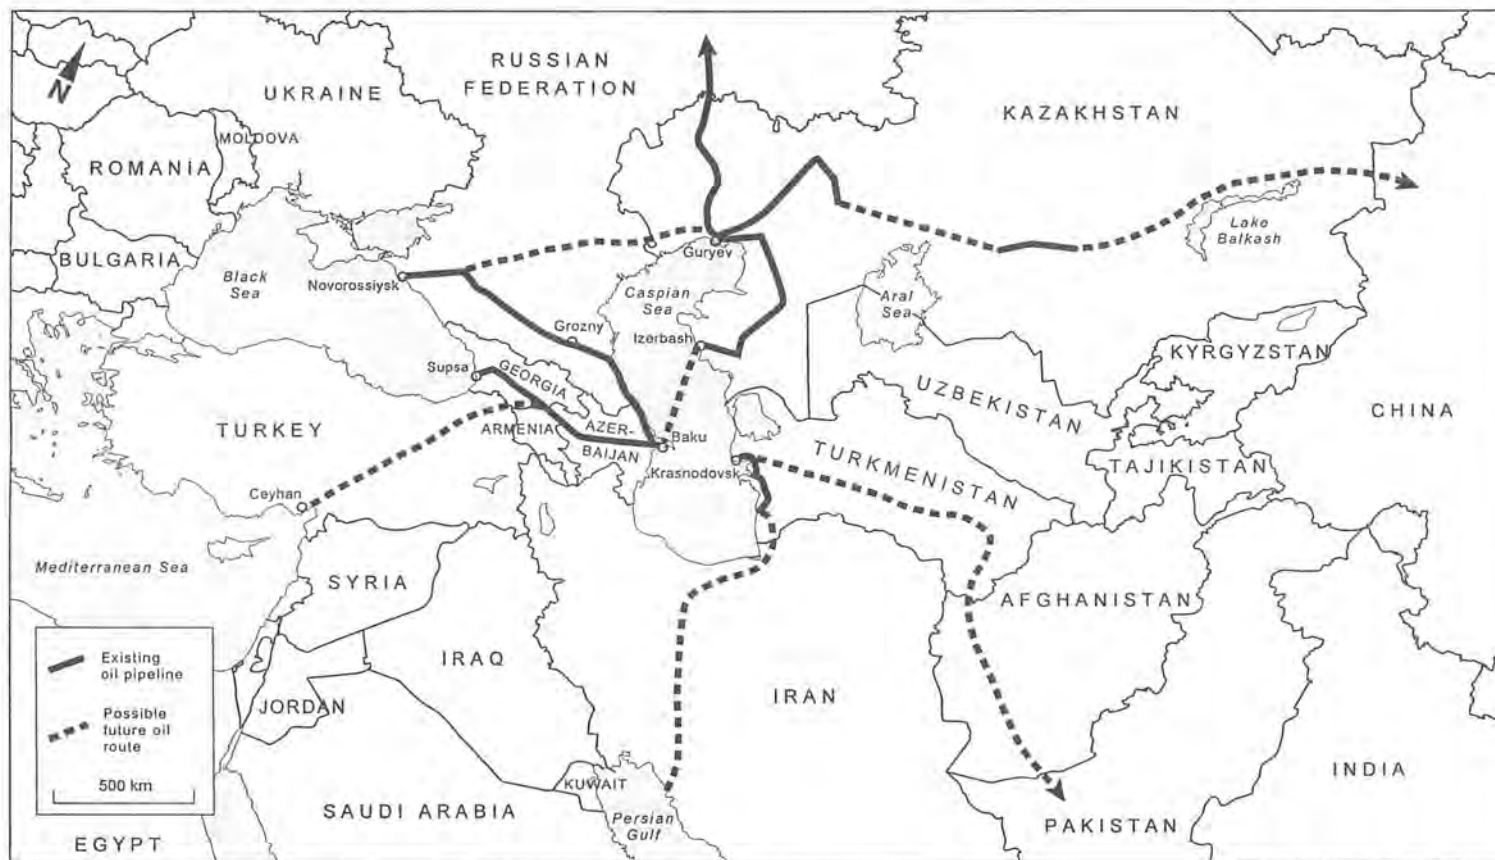 N
RUSSIAN
FEDERATION
UKRAINE
KAZAKHSTAN
MOLDOVA
ROMANIA
Lake
Balkash
BULGARIA
Guryev
Black
Sea
Novorossiysk
Caspian
Sea
Aral
Sea
Grozny
Izerbash
KYRGYZSTAN
Supsa
GEORGIA
UZBEKISTAN
CHINA
TURKEY
ARMENIA
AZER-
BAIJAN
Baku
Krasnodovsk
TURKMENISTAN
TAJIKISTAN
Ceyhan
Mediterranean Sea
SYRIA
AFGHANISTAN
Existing
oil pipeline
IRAQ
IRAN
JORDAN
Possible
future oil
route
500 km
KUWAIT
INDIA
SAUDI ARABIA
Persian
Gulf
PAKISTAN
EGYPT